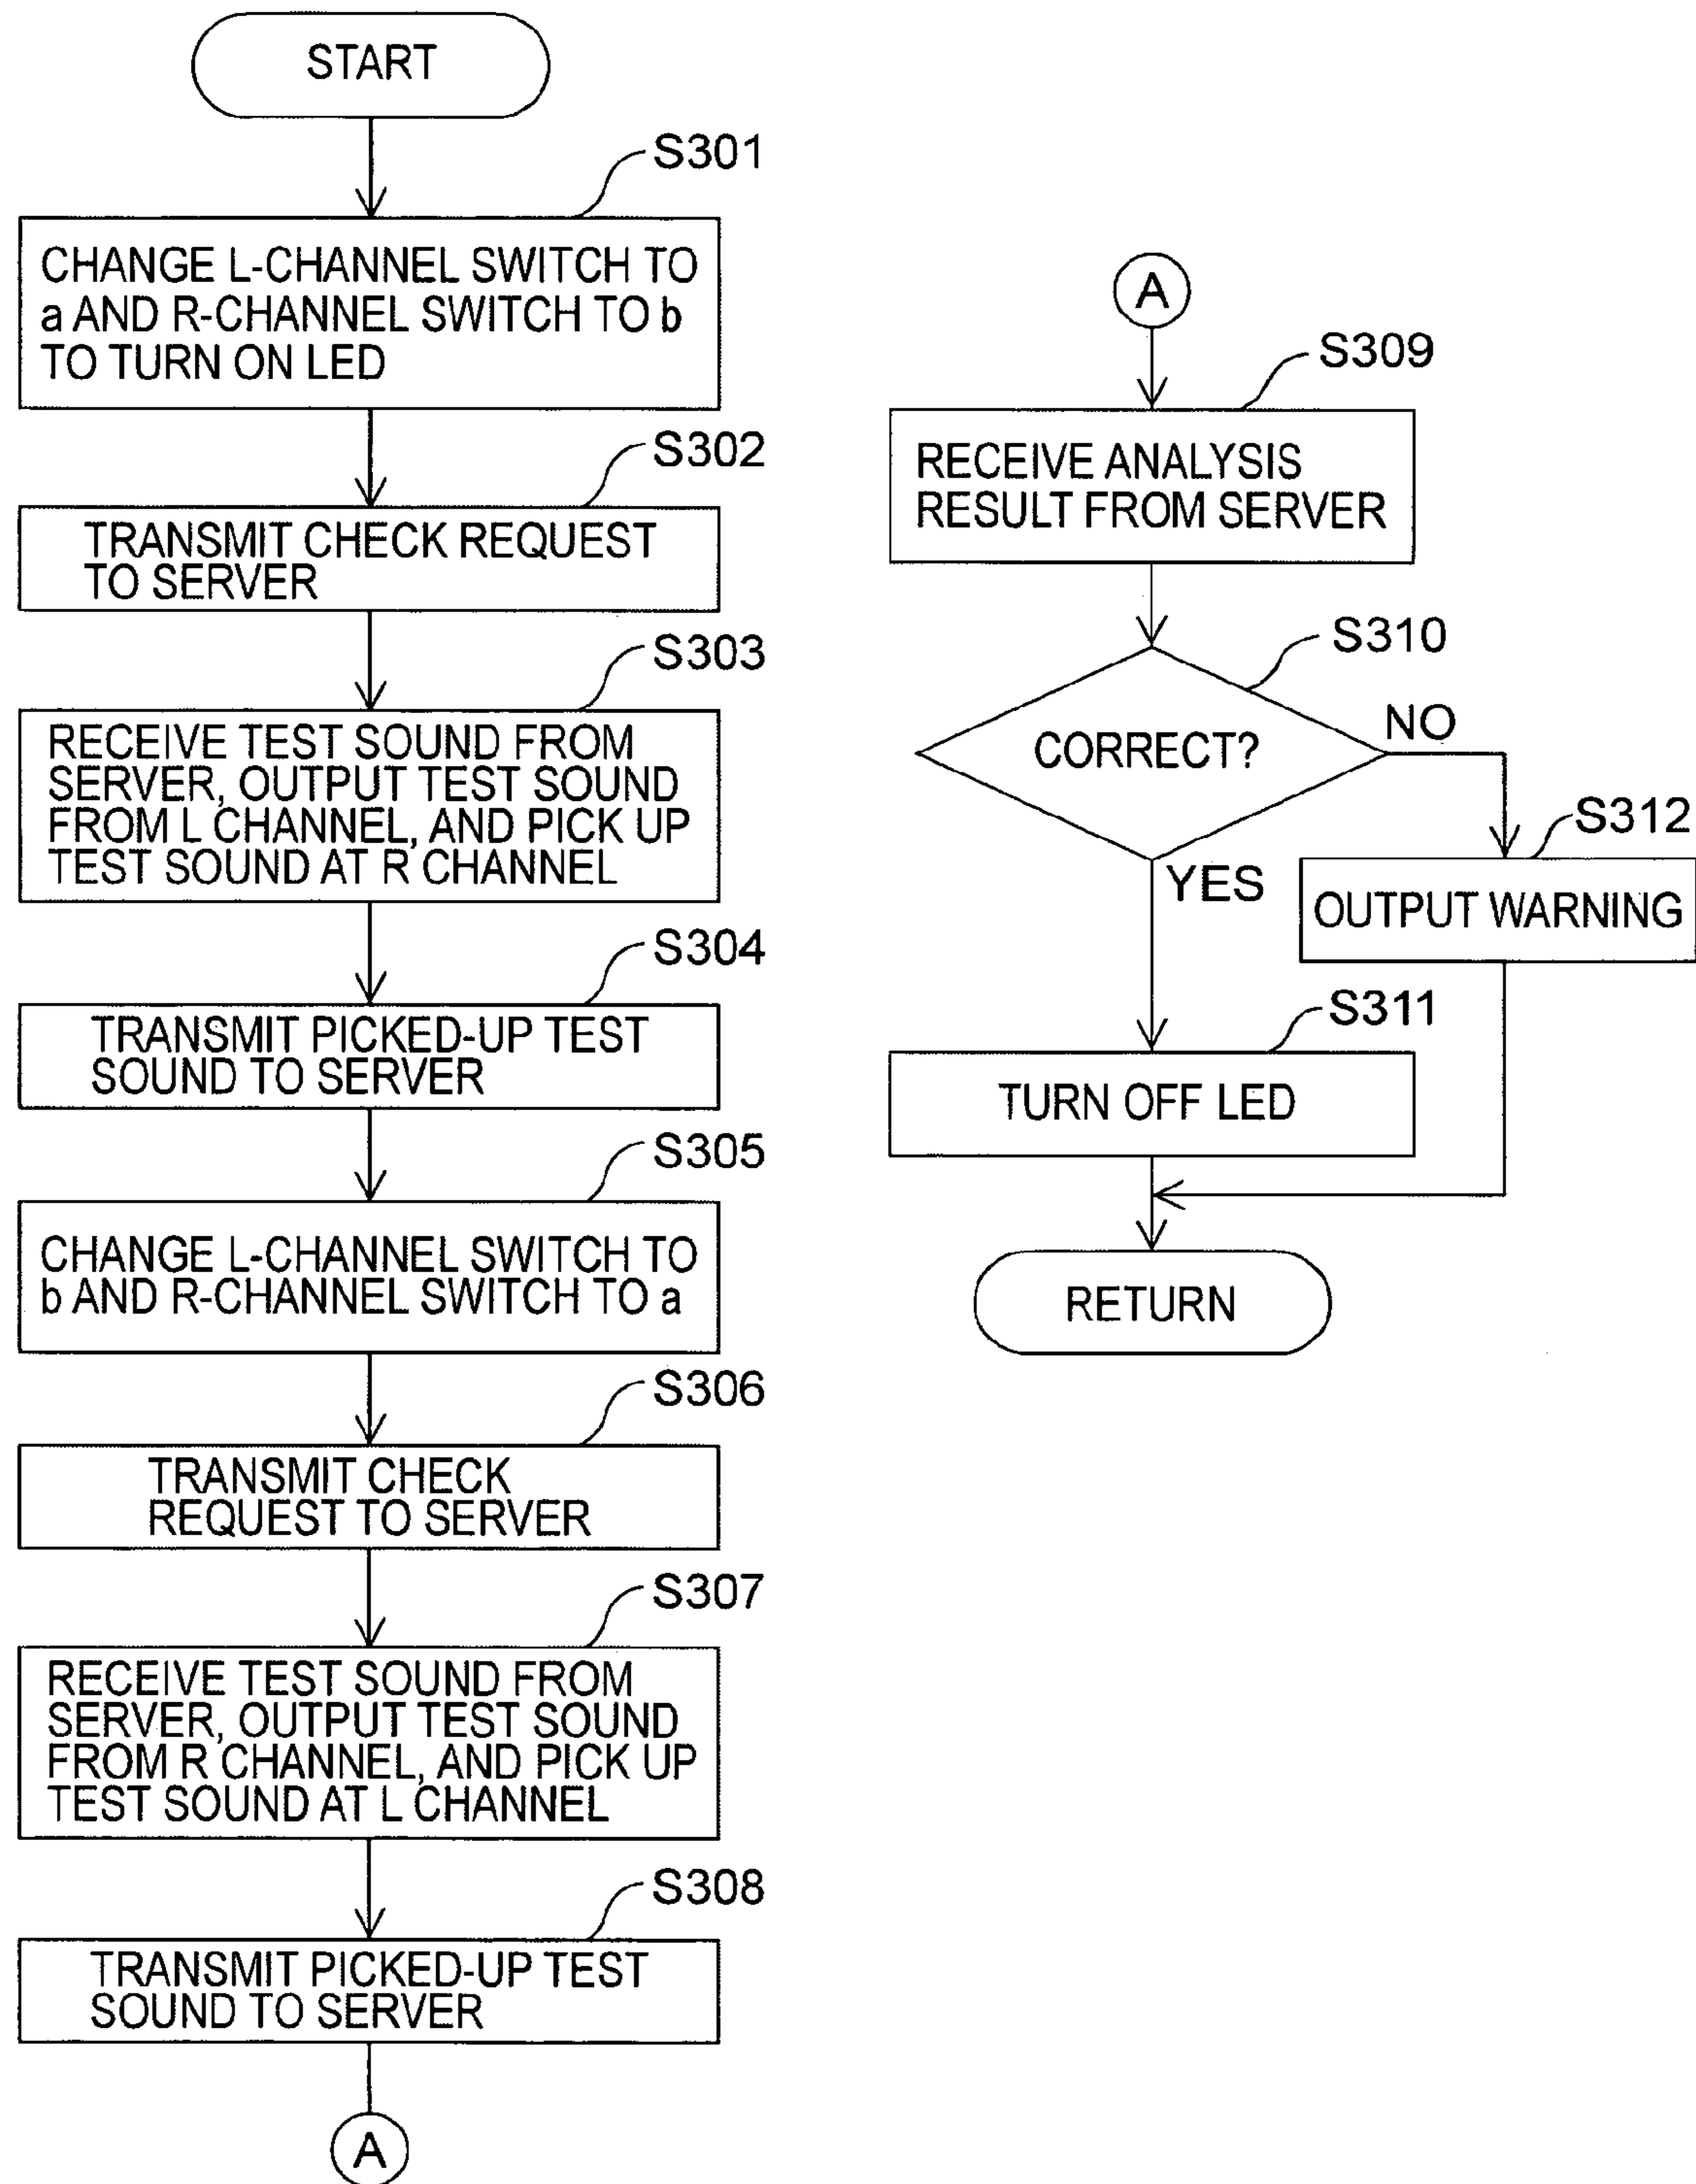 START
S301
CHANGE L-CHANNEL SWITCH TO
a AND R-CHANNEL SWITCH TO b
TO TURN ON LED
S302
TRANSMIT CHECK REQUEST
TO SERVER
S303
RECEIVE TEST SOUND FROM
SERVER, OUTPUT TEST SOUND
FROM L CHANNEL, AND PICK UP
TEST SOUND AT R CHANNEL
S304
TRANSMIT PICKED-UP TEST
SOUND TO SERVER
S305
CHANGE L-CHANNEL SWITCH TO
b AND R-CHANNEL SWITCH TO a
S306
TRANSMIT CHECK
REQUEST TO SERVER
S307
RECEIVE TEST SOUND FROM
SERVER, OUTPUT TEST SOUND
FROM R CHANNEL, AND PICK UP
TEST SOUND AT L CHANNEL
S308
TRANSMIT PICKED-UP TEST
SOUND TO SERVER
A
A
S309
RECEIVE ANALYSIS
RESULT FROM SERVER
S310
CORRECT?
NO
YES
S312
OUTPUT WARNING
S311
TURN OFF LED
RETURN